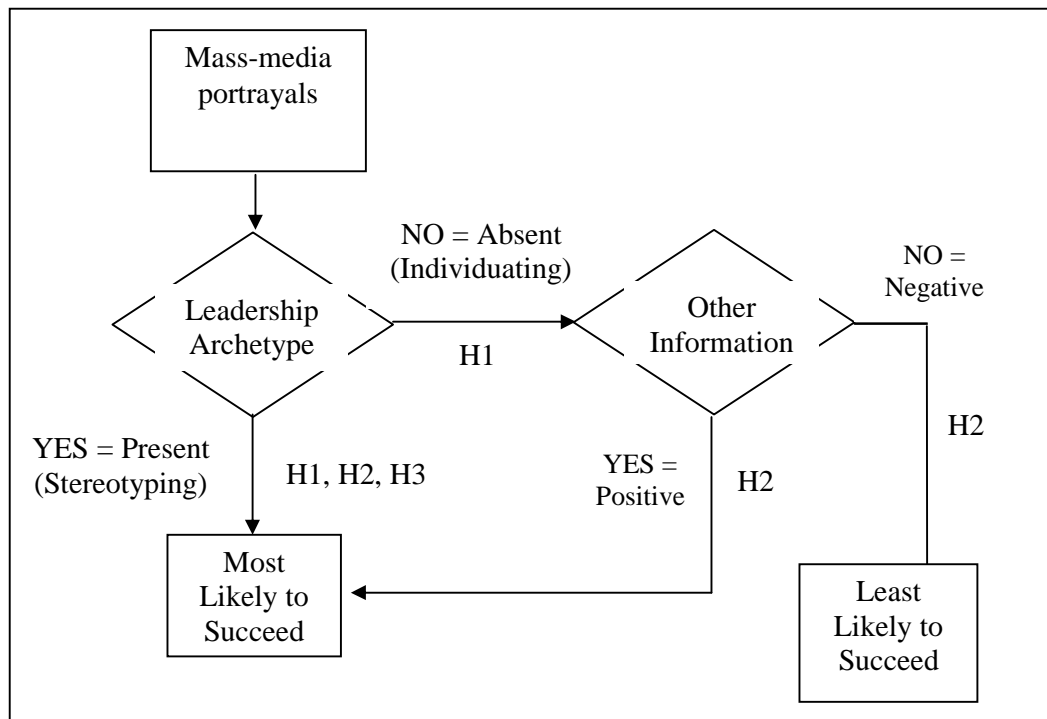 Mass-media
portrayals
NO = Absent
(Individuating)
NO =
Negative
Leadership
Archetype
Other
Information
H1
YES = Present
(Stereotyping)
H1, H2, H3
YES =
Positive
H2
H2
Most
Likely to
Succeed
Least
Likely to
Succeed